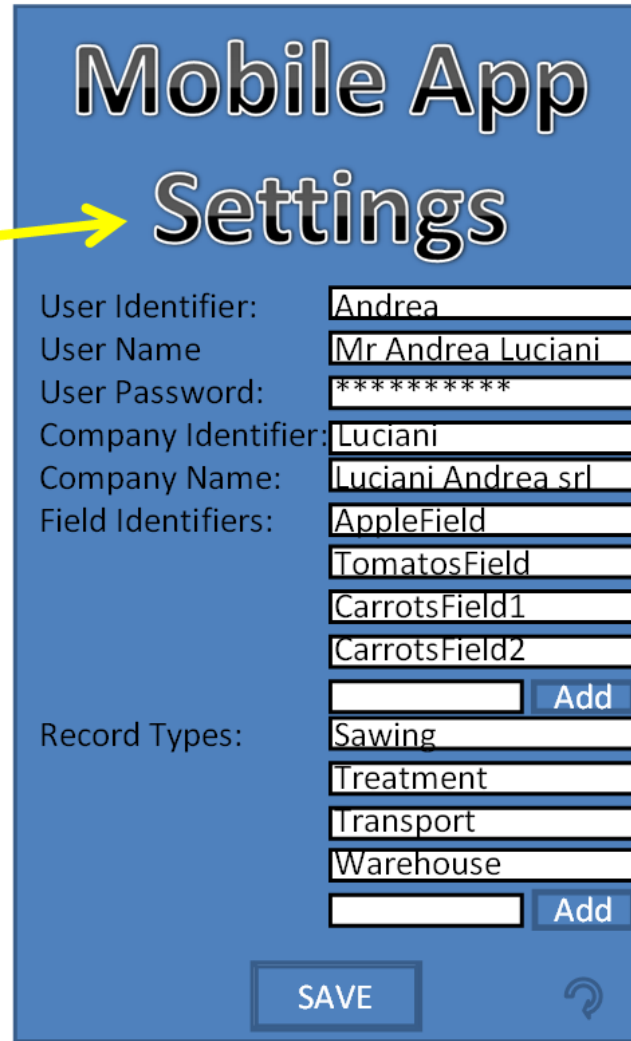 Mobile App
Settings
User Identifier: Andrea
User Name Mr Andrea Luciani
User Password: **********
Company Identifier: Luciani
Company Name: Luciani Andrea srl
Field Identifiers: AppleField
TomatosField
CarrotsField1
CarrotsField2
Add
Record Types: Sawing
Treatment
Transport
Warehouse
Add
SAVE